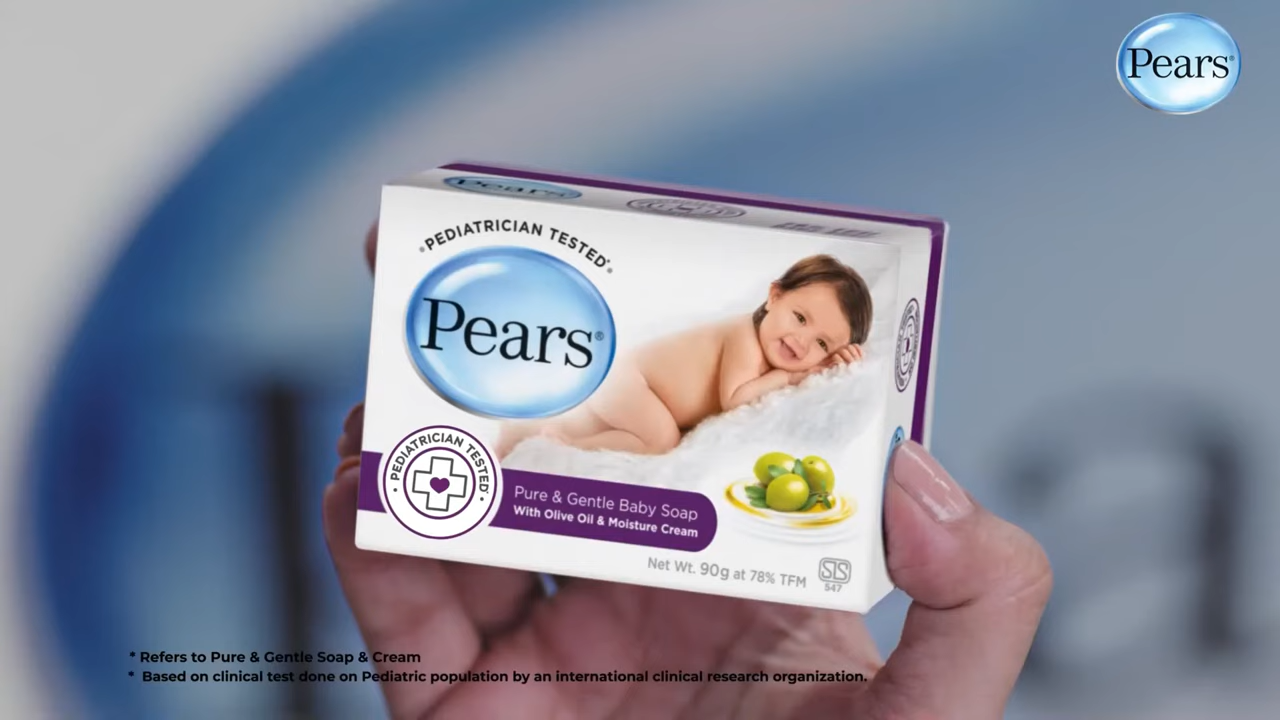 Pears®
Pears
PEDIATRICIAN TESTED*
Pears®
PEDIATRICIAN TESTED*
Pure & Gentle Baby Soap
With Olive Oil & Moisture Cream
Net Wt. 90g at 78% TFM
SLS
547
* Refers to Pure & Gentle Soap & Cream
* Based on clinical test done on Pediatric population by an international clinical research organization.